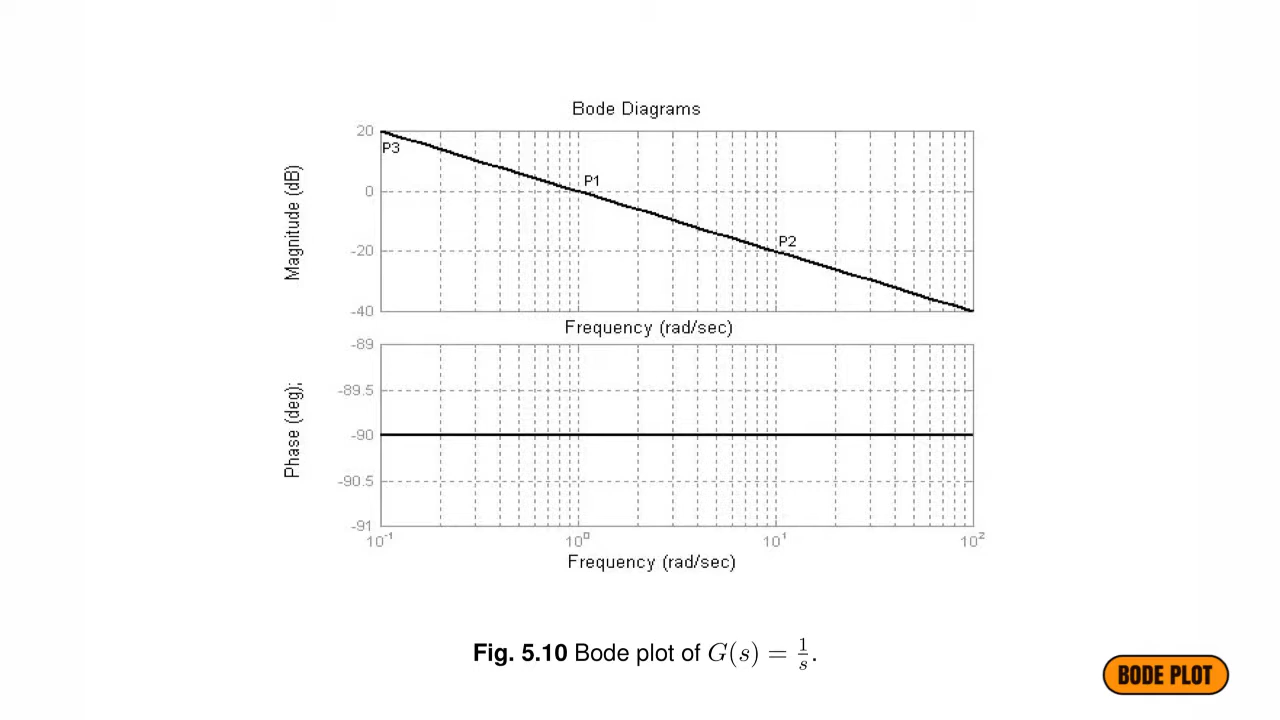 Bode Diagrams
20
P3
P1
0
Magnitude (dB)
P2
-20
-40
Frequency (rad/sec)
-89
-89.5
Phase (deg);
-90
-90.5
-91
10⁻¹ 10⁰ 10¹ 10²
Frequency (rad/sec)
Fig. 5.10 Bode plot of G(s) = 1/s.
BODE PLOT